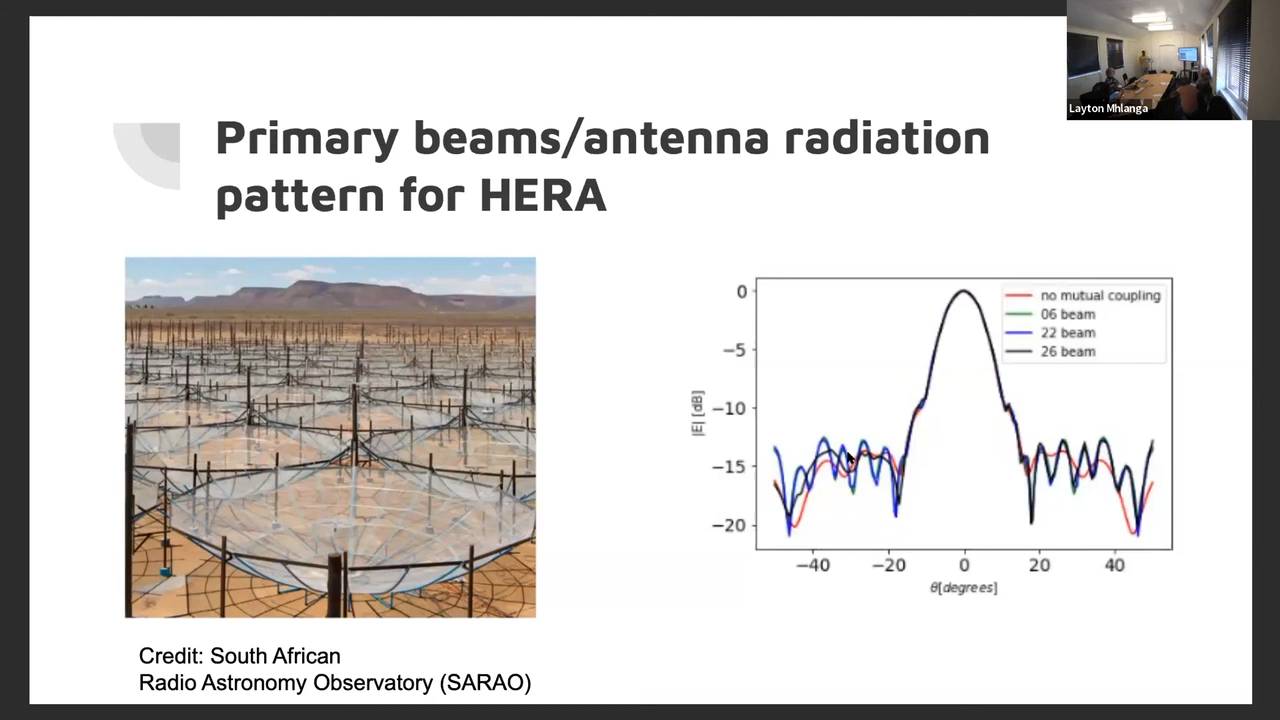 Layton Mhlanga
Primary beams/antenna radiation
pattern for HERA
0
−5
−10
−15
−20
|E| [dB]
no mutual coupling
06 beam
22 beam
26 beam
−40
−20
0
20
40
θ[degrees]
Credit: South African
Radio Astronomy Observatory (SARAO)